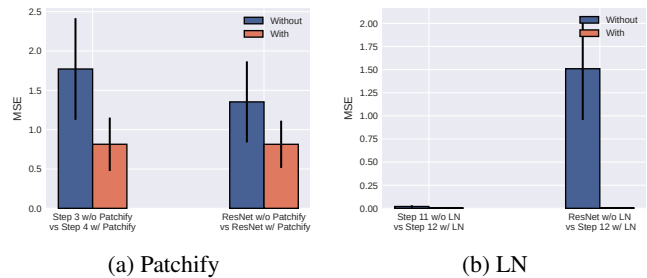 2.5
2.0
1.5
1.0
0.5
0.0
MSE
Without
With
Step 3 w/o Patchify
vs Step 4 w/ Patchify
ResNet w/o Patchify
vs ResNet w/ Patchify
(a) Patchify
2.00
1.75
1.50
1.25
1.00
0.75
0.50
0.25
0.00
MSE
Without
With
Step 11 w/o LN
vs Step 12 w/ LN
ResNet w/o LN
vs Step 12 w/ LN
(b) LN